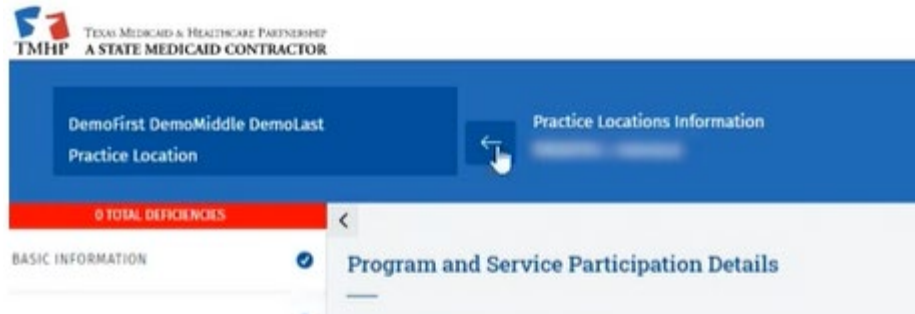 TMHP
TEXAS MEDICAID & HEALTHCARE PARTNERSHIP
A STATE MEDICAID CONTRACTOR
DemoFirst DemoMiddle DemoLast
Practice Location
Practice Locations Information
0 TOTAL DEFICIENCIES
BASIC INFORMATION
Program and Service Participation Details